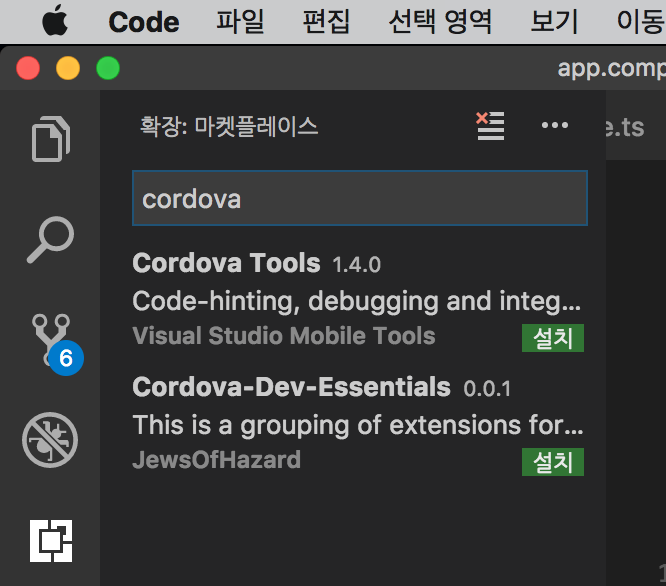 Code 파일 편집 선택 영역 보기 이동
app.comp
확장: 마켓플레이스
e.ts
cordova
Cordova Tools 1.4.0
Code-hinting, debugging and integ...
Visual Studio Mobile Tools 설치
6
Cordova-Dev-Essentials 0.0.1
This is a grouping of extensions for...
JewsOfHazard 설치
1